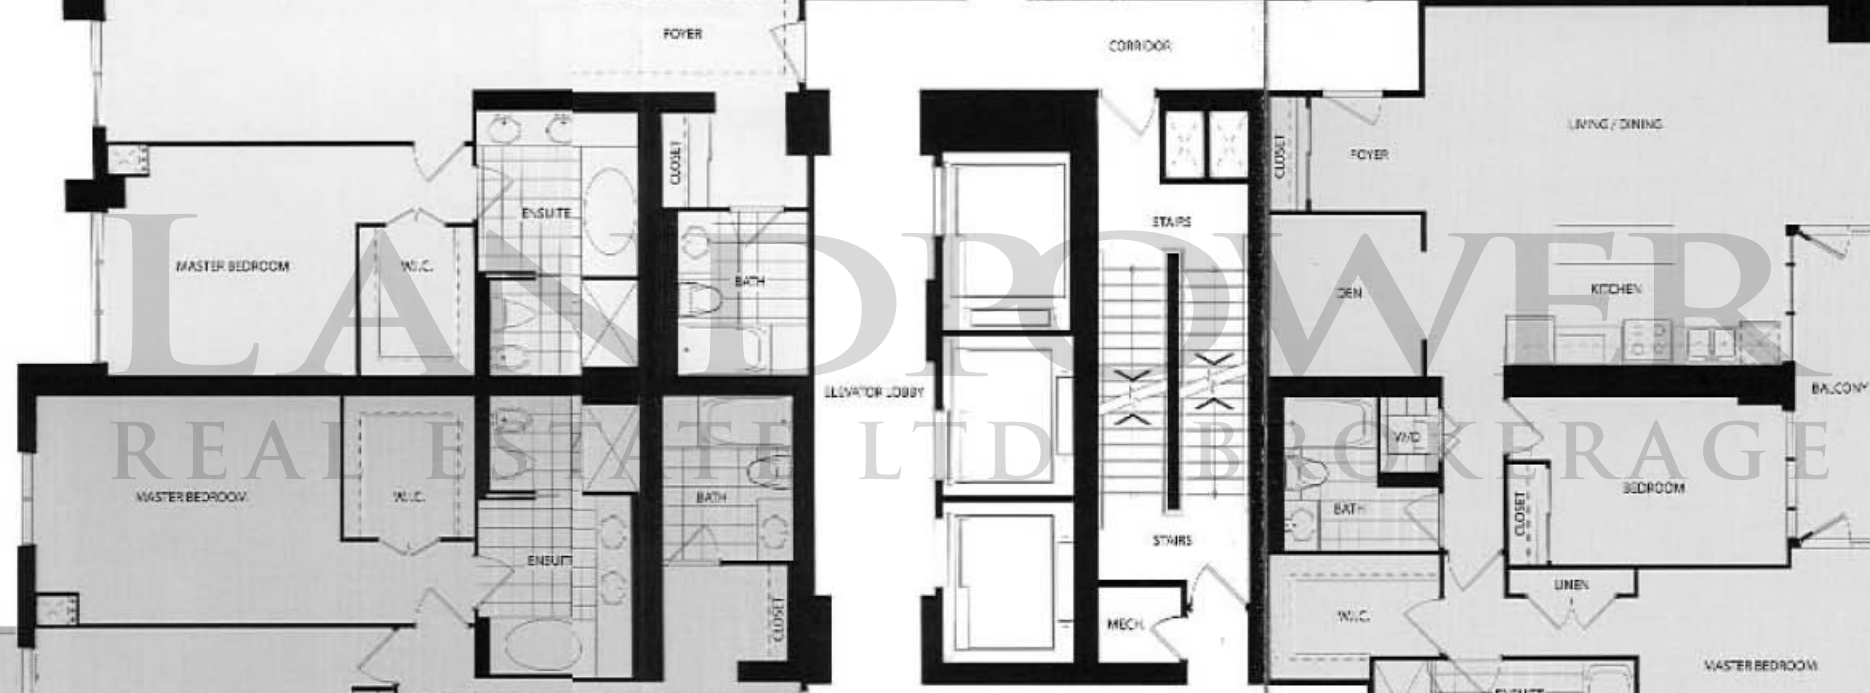 FOYER
CORRIDOR
LIVING / DINING
CLOSET
CLOSET
FOYER
ENSUITE
STAIRS
MASTER BEDROOM
W.I.C.
BATH
DEN
KITCHEN
LANDPOWER
ELEVATOR LOBBY
BALCONY
REAL ESTATE LTD BROKERAGE
W/D
MASTER BEDROOM
W.I.C.
BATH
BEDROOM
CLOSET
BATH
STAIRS
ENSUIT
LINEN
CLOSET
MECH.
W.I.C.
MASTER BEDROOM